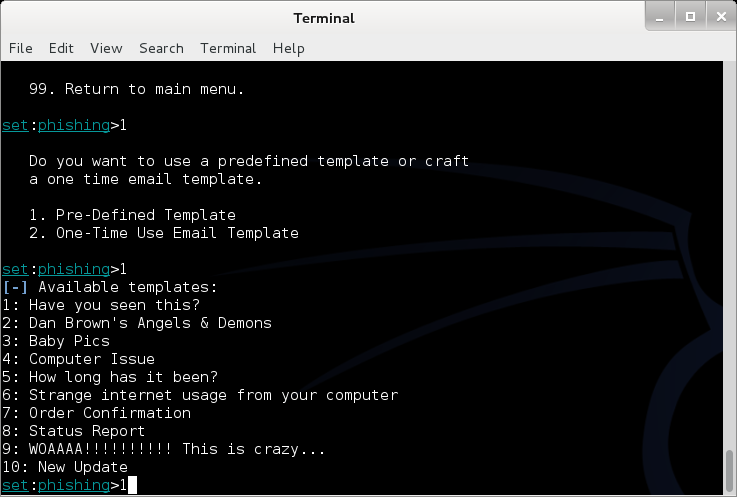 Terminal
File Edit View Search Terminal Help
99. Return to main menu.
set:phishing>1
Do you want to use a predefined template or craft
a one time email template.
1. Pre-Defined Template
2. One-Time Use Email Template
set:phishing>1
[-] Available templates:
1: Have you seen this?
2: Dan Brown's Angels & Demons
3: Baby Pics
4: Computer Issue
5: How long has it been?
6: Strange internet usage from your computer
7: Order Confirmation
8: Status Report
9: WOAAAA!!!!!!!!!! This is crazy...
10: New Update
set:phishing>1